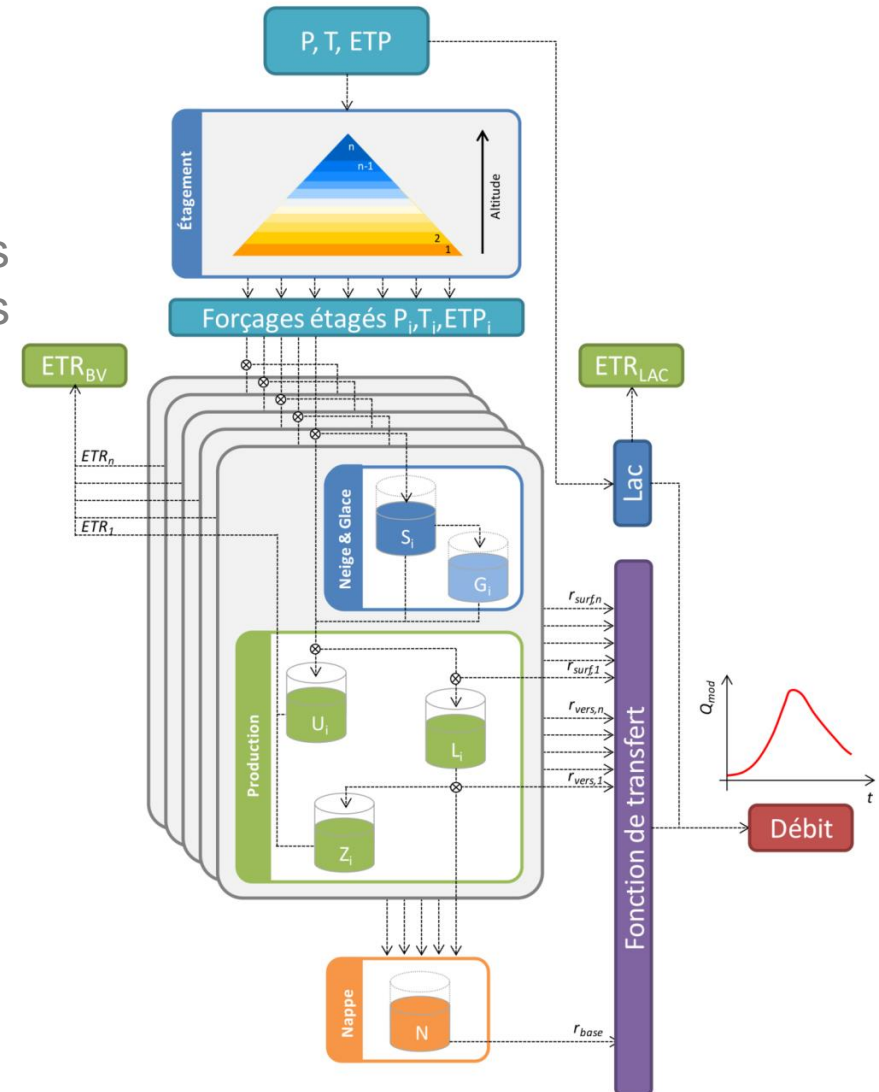 P, T, ETP
Étagement
n
n-1
2
1
Altitude
s
s
Forçages étagés Pi,Ti,ETPi
ETRBV
ETRLAC
ETRn
ETR1
Neige & Glace
Si
Gi
Lac
Production
Ui
Li
Zi
rsurf,n
rsurf,1
rvers,n
rvers,1
Fonction de transfert
Qmod
t
Débit
Nappe
N
rbase